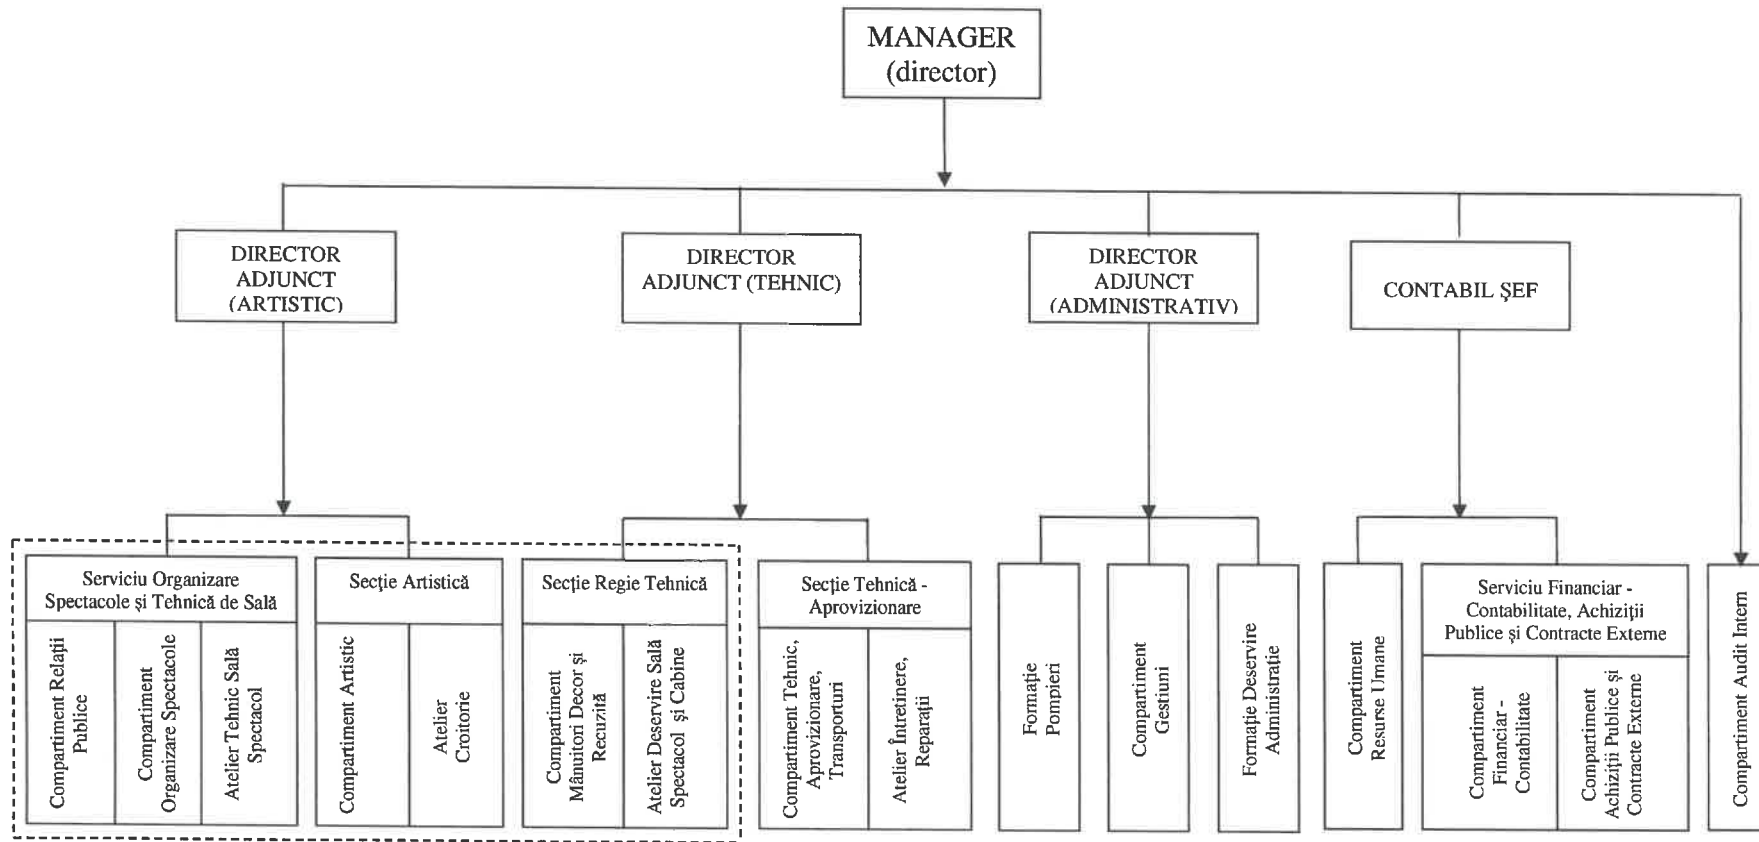 MANAGER
(director)
DIRECTOR
ADJUNCT
(ARTISTIC)
DIRECTOR
ADJUNCT (TEHNIC)
DIRECTOR
ADJUNCT
(ADMINISTRATIV)
CONTABIL ŞEF
Serviciu Organizare
Spectacole şi Tehnică de Sală
Compartiment Relaţii
Publice
Compartiment
Organizare Spectacole
Atelier Tehnic Sală
Spectacol
Secţie Artistică
Compartiment Artistic
Atelier
Croitorie
Secţie Regie Tehnică
Compartiment
Mânuitori Decor şi
Recuzită
Atelier Deservire Sală
Spectacol şi Cabine
Secţie Tehnică -
Aprovizionare
Compartiment Tehnic,
Aprovizionare,
Transporturi
Atelier Întretinere,
Reparaţii
Formaţie
Pompieri
Compartiment
Gestiuni
Formaţie Deservire
Administraţie
Compartiment
Resurse Umane
Serviciu Financiar -
Contabilitate, Achiziţii
Publice şi Contracte Externe
Compartiment
Financiar -
Contabilitate
Compartiment
Achiziţii Publice şi
Contracte Externe
Compartiment Audit Intern